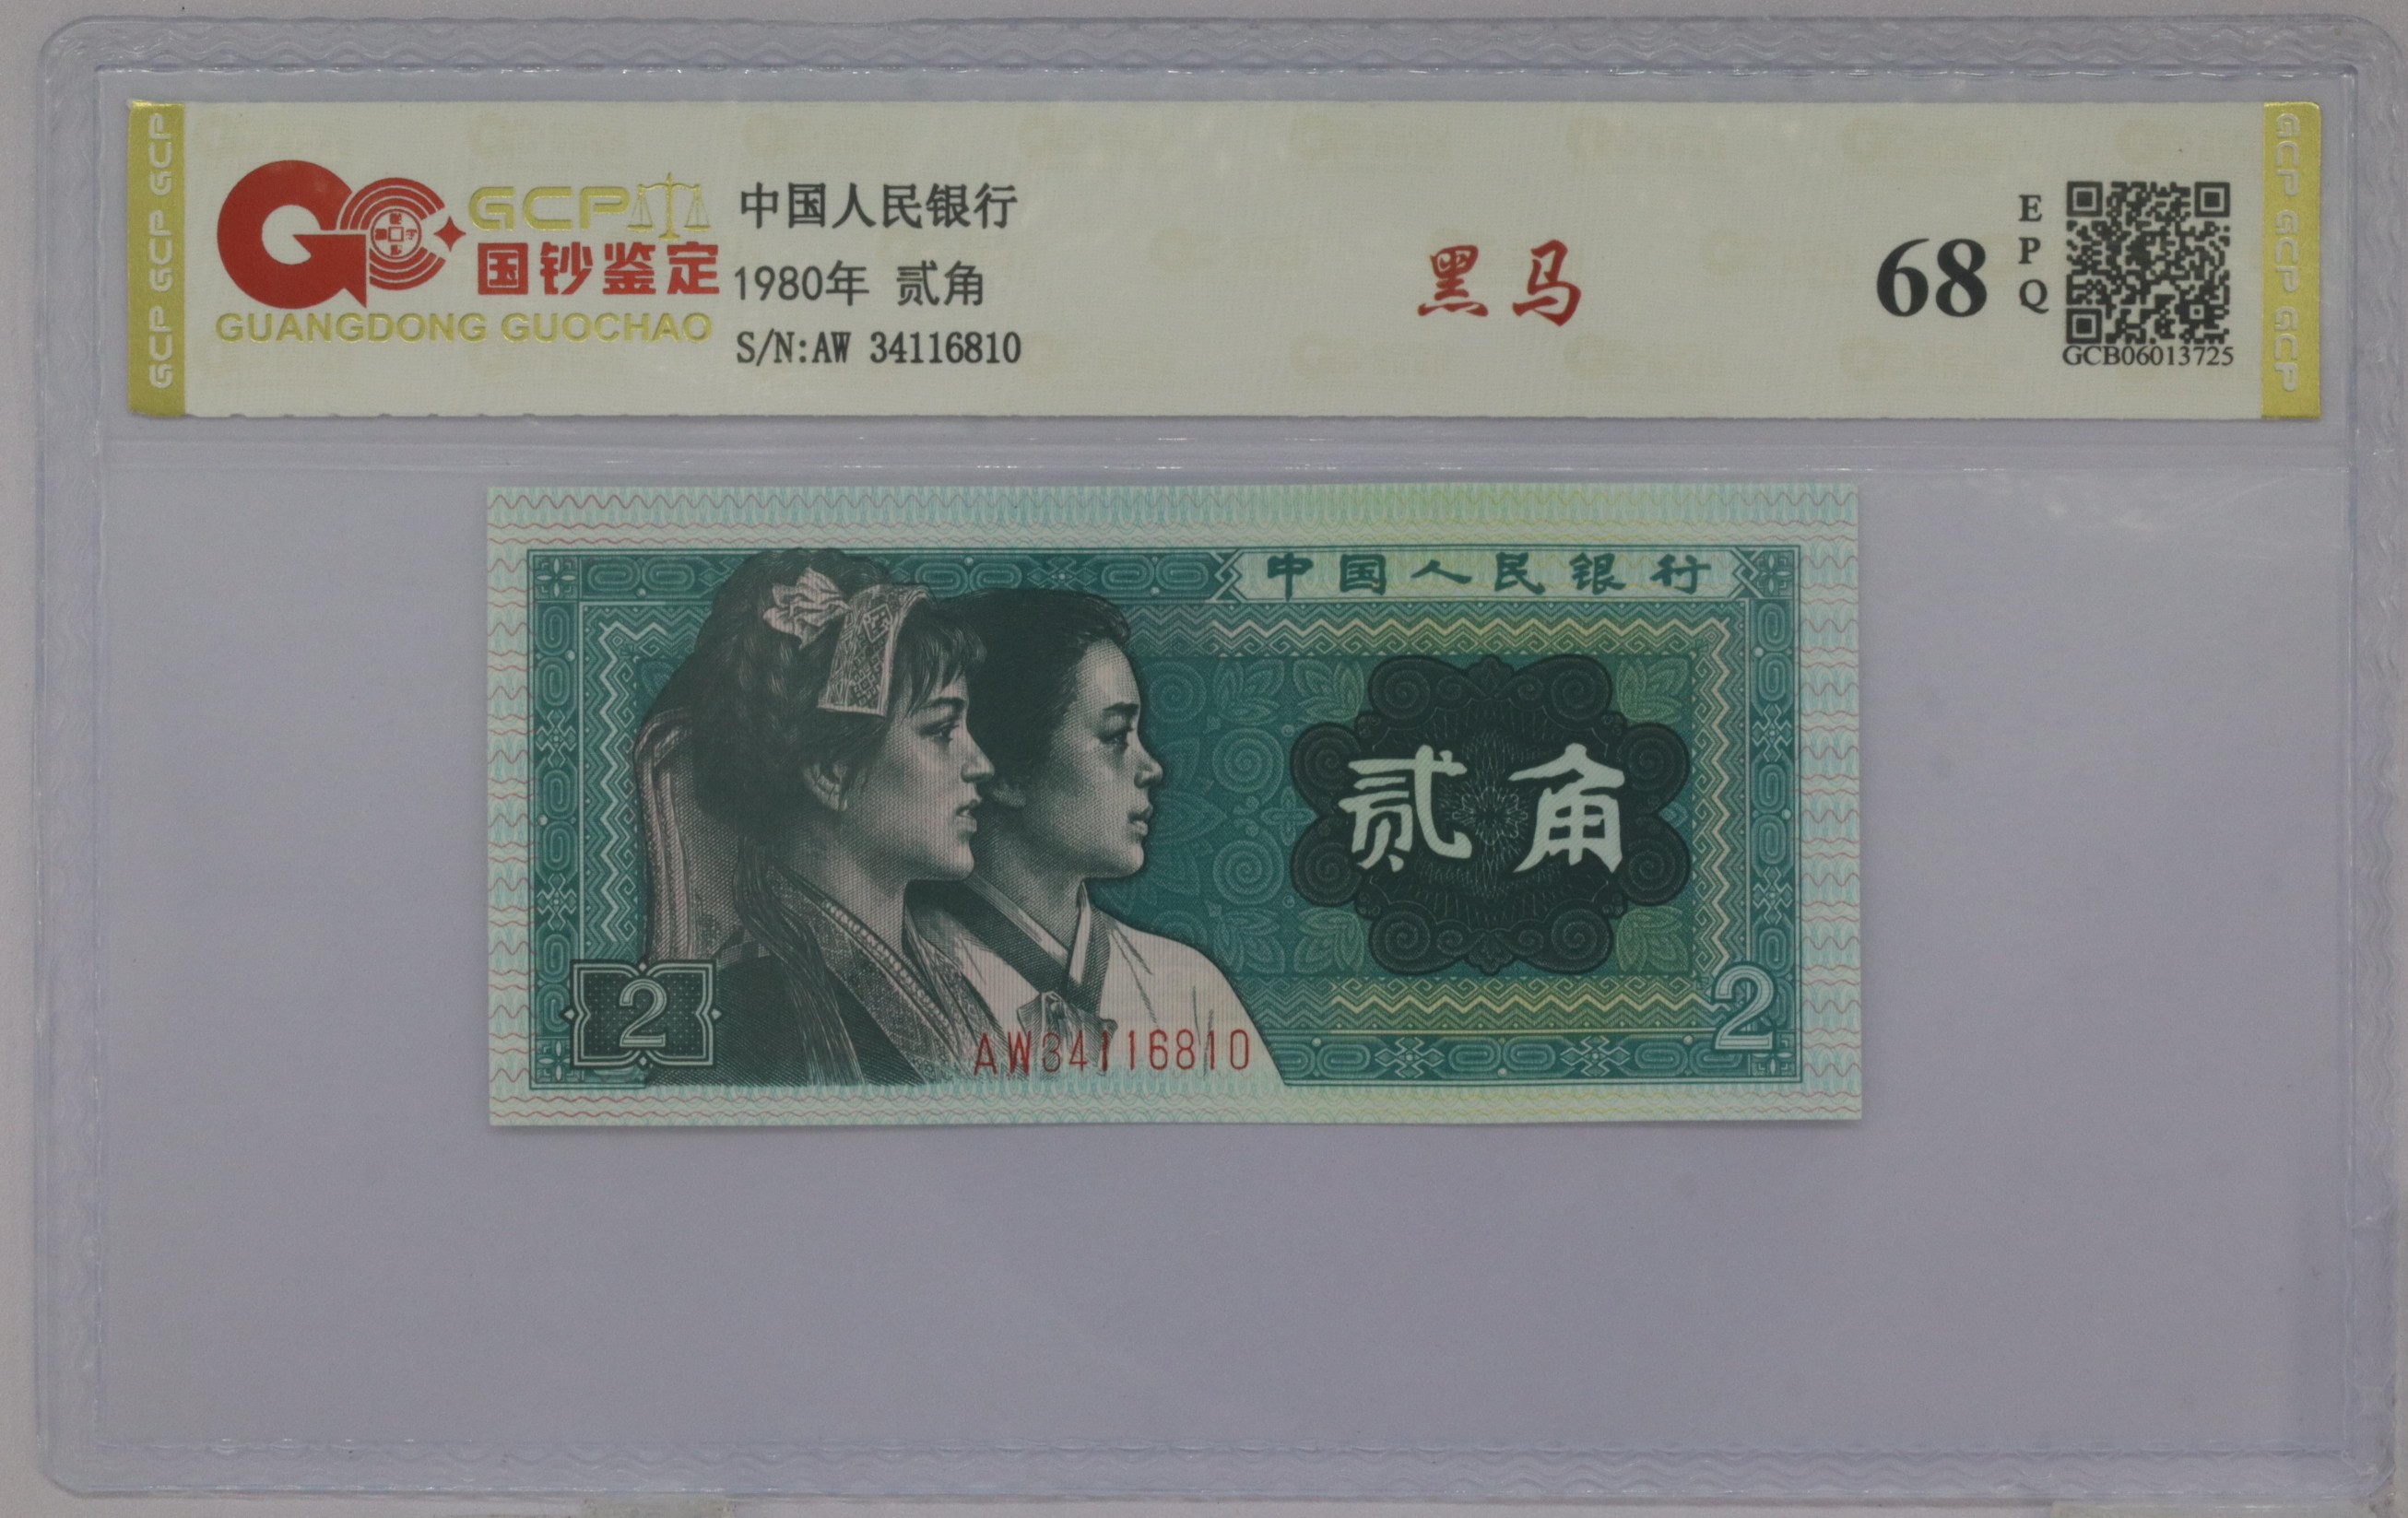 GCP GCP GCP
GCP
国钞鉴定
GUANGDONG GUOCHAO
中国人民银行
1980年 贰角
S/N:AW 34116810
黑马
68
EPQ
GCB06013725
GCP GCP GCP
中国人民银行
贰角
2
2
AW34116810